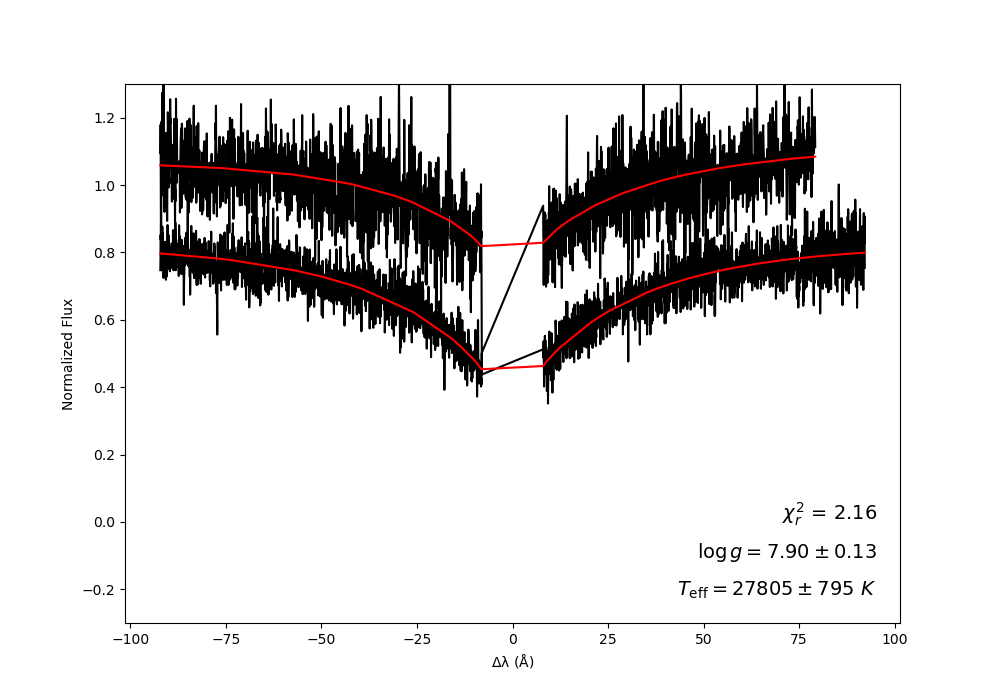 1.2
1.0
0.8
0.6
0.4
0.2
0.0
−0.2
Normalized Flux
χ_r^2 = 2.16
log g = 7.90 ± 0.13
T_eff = 27805 ± 795 K
−100 −75 −50 −25 0 25 50 75 100
Δλ (Å)